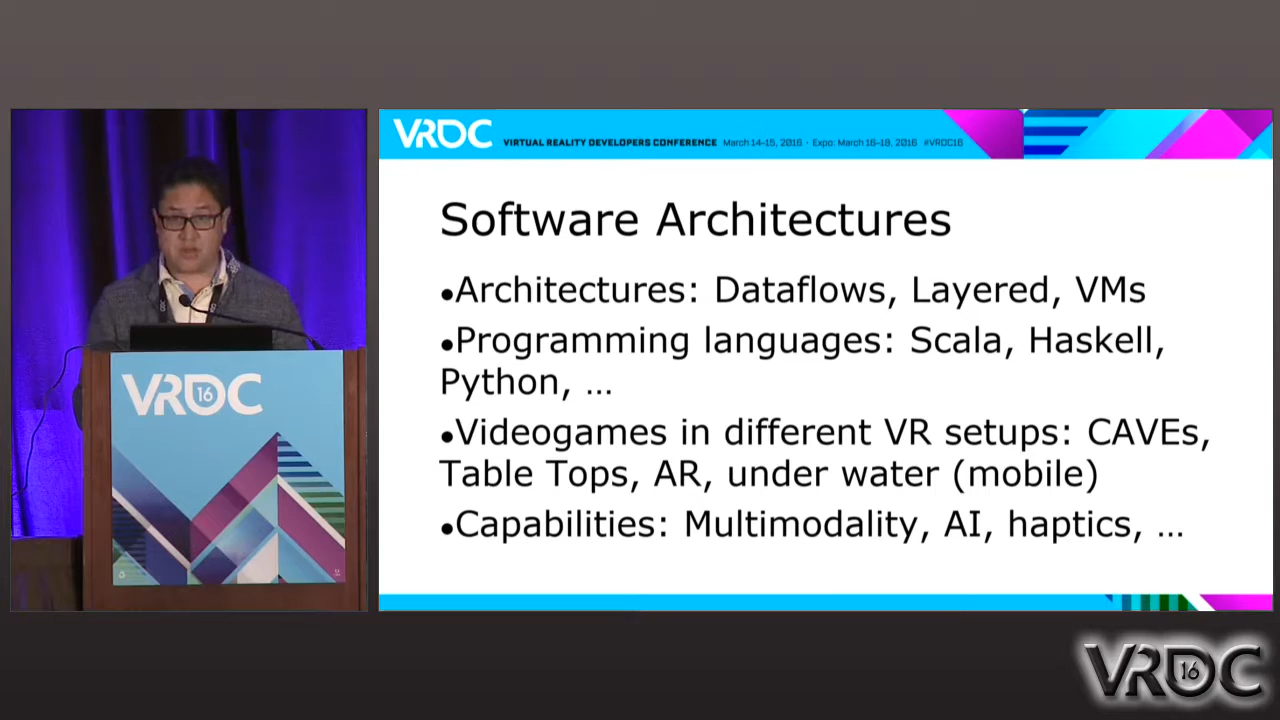 VRDC VIRTUAL REALITY DEVELOPERS CONFERENCE March 14-15, 2016 · Expo: March 16-18, 2016 #VRDC16
Software Architectures
•Architectures: Dataflows, Layered, VMs
•Programming languages: Scala, Haskell,
Python, ...
•Videogames in different VR setups: CAVEs,
Table Tops, AR, under water (mobile)
•Capabilities: Multimodality, AI, haptics, ...
VRDC 16
VRDC 16